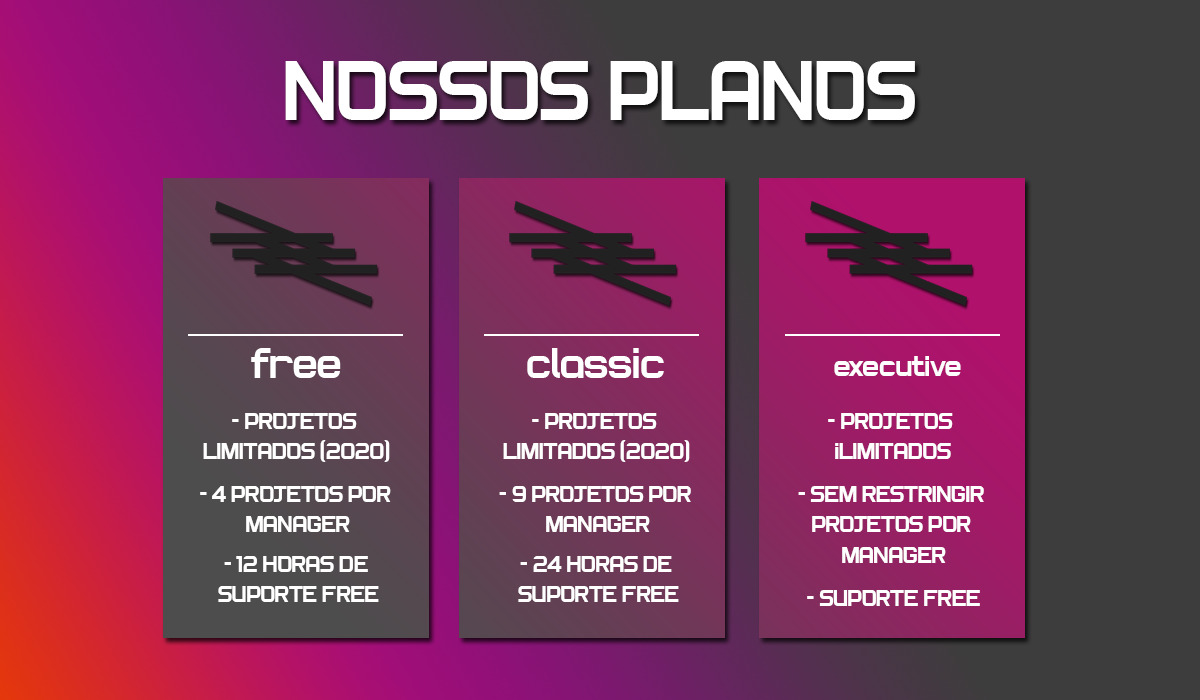 NOSSOS PLANOS
free
- PROJETOS
LIMITADOS (2020)
- 4 PROJETOS POR
MANAGER
- 12 HORAS DE
SUPORTE FREE
classic
- PROJETOS
LIMITADOS (2020)
- 9 PROJETOS POR
MANAGER
- 24 HORAS DE
SUPORTE FREE
executive
- PROJETOS
iLIMITADOS
- SEM RESTRINGIR
PROJETOS POR
MANAGER
- SUPORTE FREE